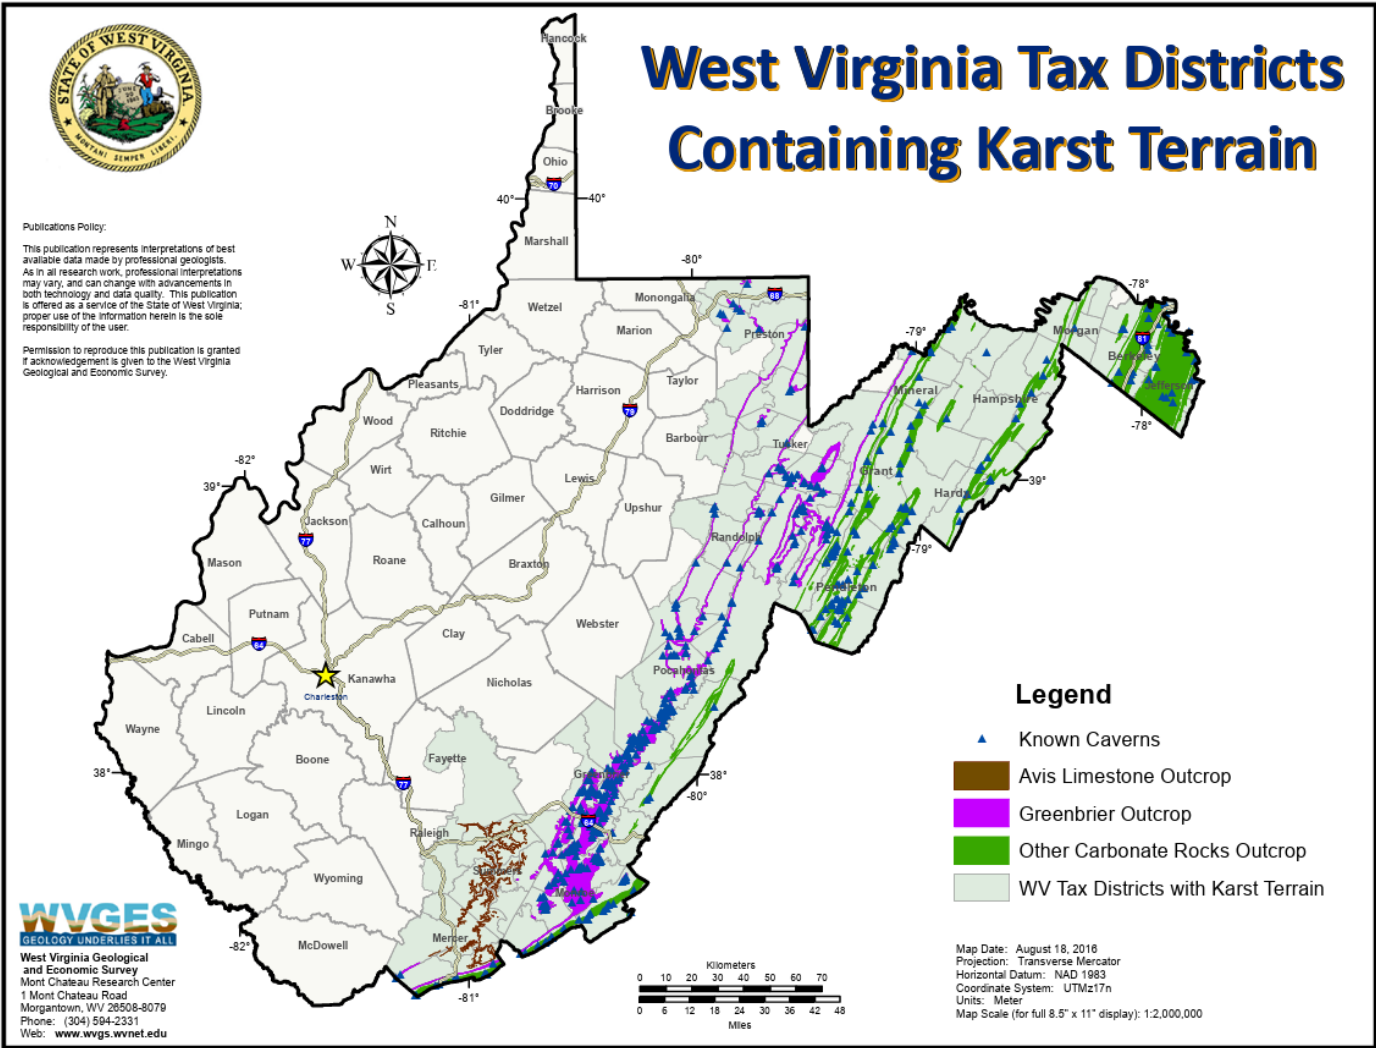 West Virginia Tax Districts
Containing Karst Terrain
STATE OF WEST VIRGINIA
MONTANI SEMPER LIBERI
Publications Policy:
This publication represents interpretations of best
available data made by professional geologists.
As in all research work, professional interpretations
may vary, and can change with advancements in
both technology and data quality. This publication
is offered as a service of the State of West Virginia;
proper use of the information herein is the sole
responsibility of the user.
Permission to reproduce this publication is granted
if acknowledgement is given to the West Virginia
Geological and Economic Survey.
N
W E
S
Hancock
Brooke
Ohio
70
40° 40°
Marshall
-80°
-81°
Wetzel
Monongalia
68
Preston
Marion
Tyler
Pleasants
Harrison
Taylor
79
Doddridge
Wood
Ritchie
Barbour
Tucker
-79°
Mineral
Hampshire
Morgan
-78°
81
Berkeley
Jefferson
-78°
-82°
39°
Wirt
Lewis
Gilmer
Upshur
Grant
Hardy
39°
Jackson
77
Calhoun
Randolph
-79°
Mason
Roane
Braxton
Pendleton
Putnam
Cabell
64
Clay
Webster
Kanawha
Charleston
Nicholas
Pocahontas
Lincoln
Wayne
Boone
Fayette
38°
77
Greenbrier
38°
-80°
64
Logan
Raleigh
Mingo
Wyoming
Summers
Monroe
McDowell
Mercer
-82°
-81°
Legend
Known Caverns
Avis Limestone Outcrop
Greenbrier Outcrop
Other Carbonate Rocks Outcrop
WV Tax Districts with Karst Terrain
WVGES
GEOLOGY UNDERLIES IT ALL
West Virginia Geological
and Economic Survey
Mont Chateau Research Center
1 Mont Chateau Road
Morgantown, WV 26508-8079
Phone: (304) 594-2331
Web: www.wvgs.wvnet.edu
Kilometers
0 10 20 30 40 50 60 70
0 6 12 18 24 30 36 42 48
Miles
Map Date: August 18, 2016
Projection: Transverse Mercator
Horizontal Datum: NAD 1983
Coordinate System: UTMz17n
Units: Meter
Map Scale (for full 8.5" x 11" display): 1:2,000,000